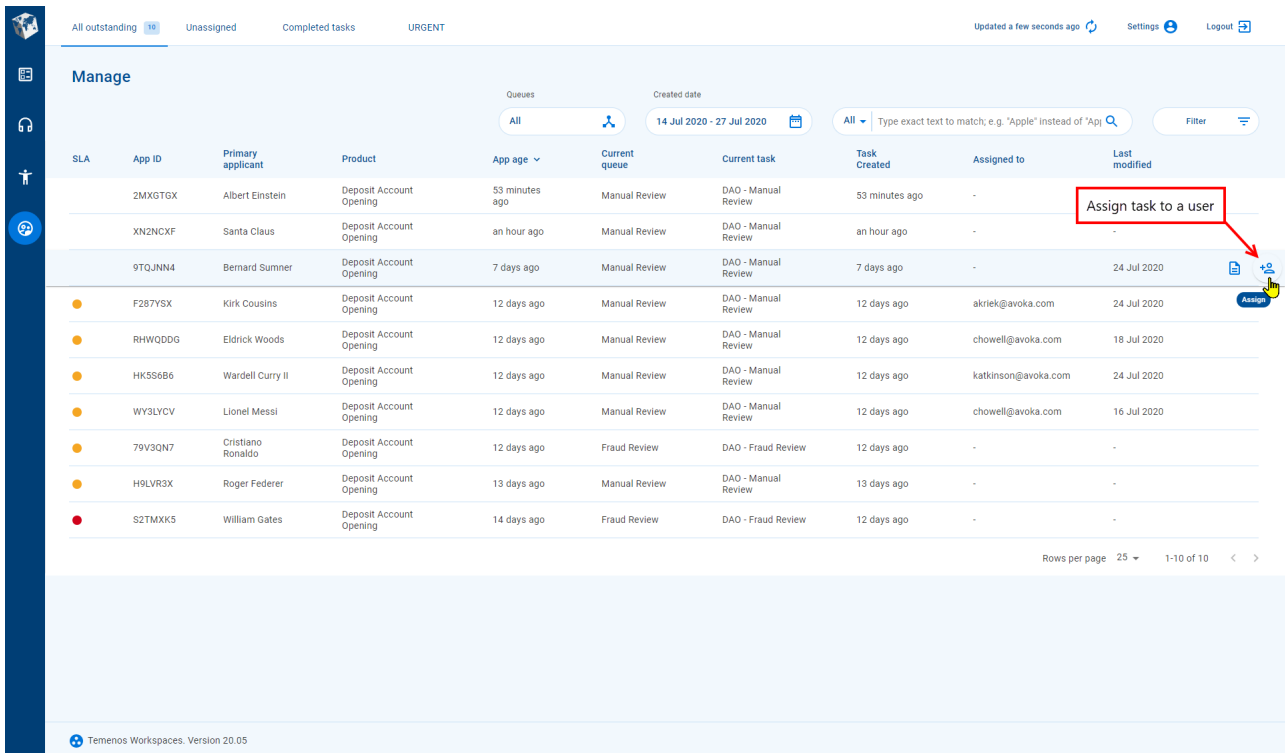 All outstanding 10 Unassigned Completed tasks URGENT Updated a few seconds ago Settings Logout
Manage
Queues Created date
All 14 Jul 2020 - 27 Jul 2020 All Type exact text to match; e.g. "Apple" instead of "App Filter
SLA App ID Primary applicant Product App age Current queue Current task Task Created Assigned to Last modified
2MXGTGX Albert Einstein Deposit Account Opening 53 minutes ago Manual Review DAO - Manual Review 53 minutes ago -
Assign task to a user
XN2NCXF Santa Claus Deposit Account Opening an hour ago Manual Review DAO - Manual Review an hour ago - -
9TQJNN4 Bernard Sumner Deposit Account Opening 7 days ago Manual Review DAO - Manual Review 7 days ago - 24 Jul 2020
Assign
F287YSX Kirk Cousins Deposit Account Opening 12 days ago Manual Review DAO - Manual Review 12 days ago akriek@avoka.com 24 Jul 2020
RHWQDDG Eldrick Woods Deposit Account Opening 12 days ago Manual Review DAO - Manual Review 12 days ago chowell@avoka.com 18 Jul 2020
HK5S6B6 Wardell Curry II Deposit Account Opening 12 days ago Manual Review DAO - Manual Review 12 days ago katkinson@avoka.com 24 Jul 2020
WY3LYCV Lionel Messi Deposit Account Opening 12 days ago Manual Review DAO - Manual Review 12 days ago chowell@avoka.com 16 Jul 2020
79V3QN7 Cristiano Ronaldo Deposit Account Opening 12 days ago Fraud Review DAO - Fraud Review 12 days ago - -
H9LVR3X Roger Federer Deposit Account Opening 13 days ago Manual Review DAO - Manual Review 13 days ago - -
S2TMXK5 William Gates Deposit Account Opening 14 days ago Fraud Review DAO - Fraud Review 12 days ago - -
Rows per page 25 1-10 of 10
Temenos Workspaces. Version 20.05